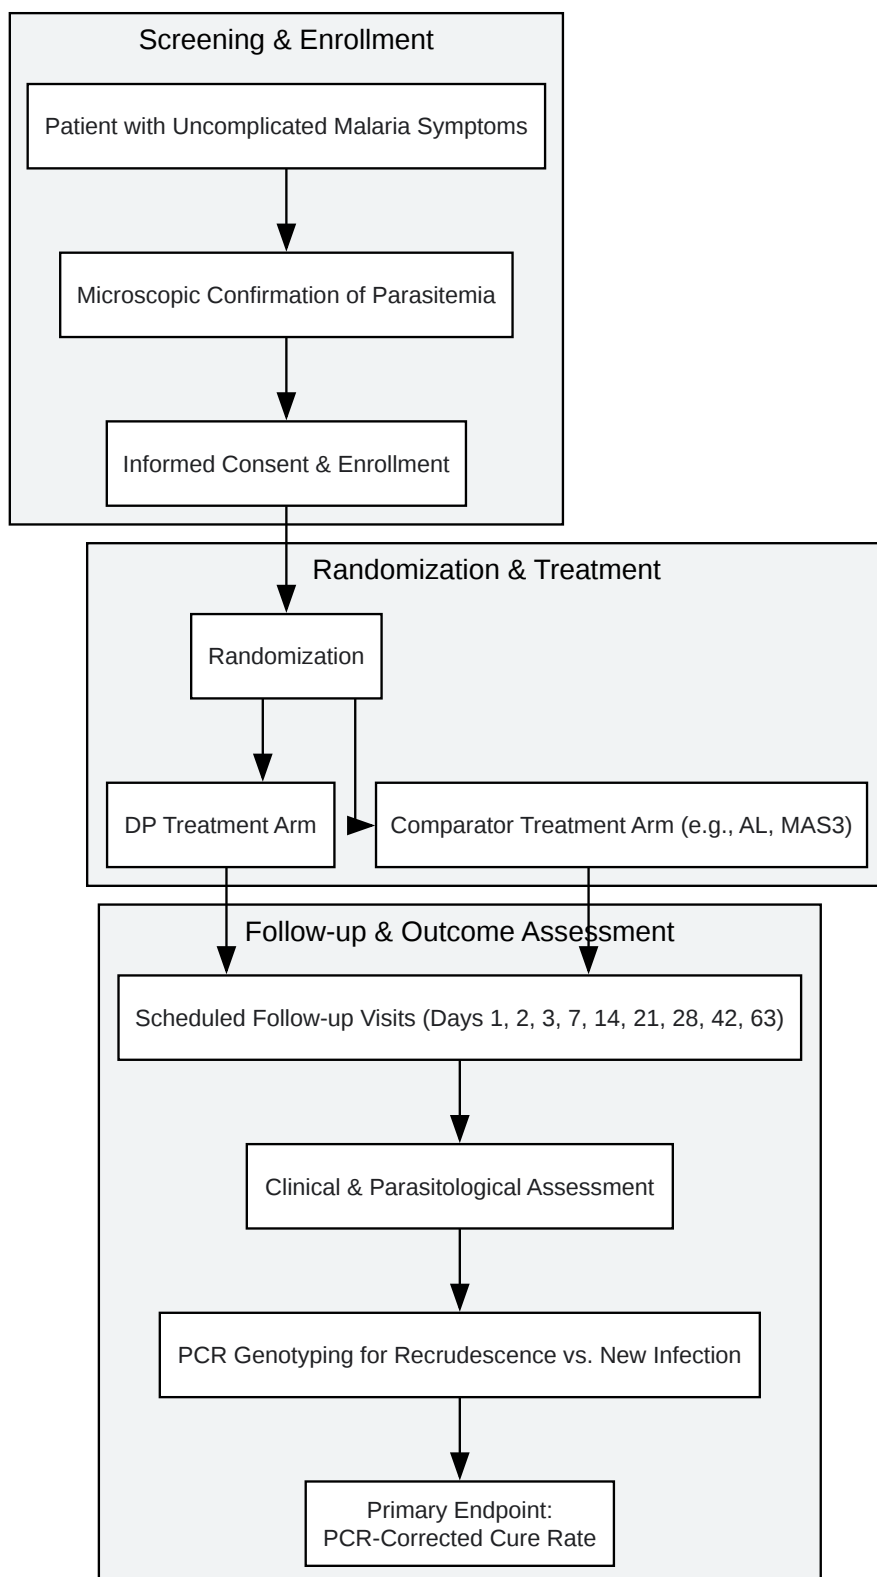 Screening & Enrollment
Patient with Uncomplicated Malaria Symptoms
Microscopic Confirmation of Parasitemia
Informed Consent & Enrollment
Randomization & Treatment
Randomization
DP Treatment Arm
Comparator Treatment Arm (e.g., AL, MAS3)
Follow-up & Outcome Assessment
Scheduled Follow-up Visits (Days 1, 2, 3, 7, 14, 21, 28, 42, 63)
Clinical & Parasitological Assessment
PCR Genotyping for Recrudescence vs. New Infection
Primary Endpoint:
PCR-Corrected Cure Rate